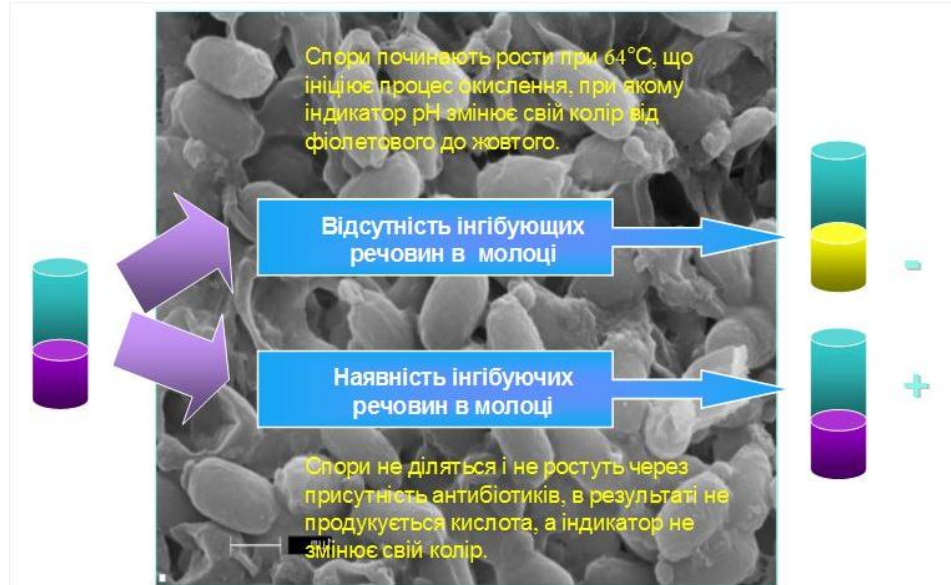 Спори починають рости при 64°С, що
ініціює процес окислення, при якому
індикатор рН змінює свій колір від
фіолетового до жовтого.
Відсутність інгібующих
речовин в молоці
-
Наявність інгібуючих
речовин в молоці
+
Спори не діляться і не ростуть через
присутність антибіотиків, в результаті не
продукується кислота, а індикатор не
змінює свій колір.